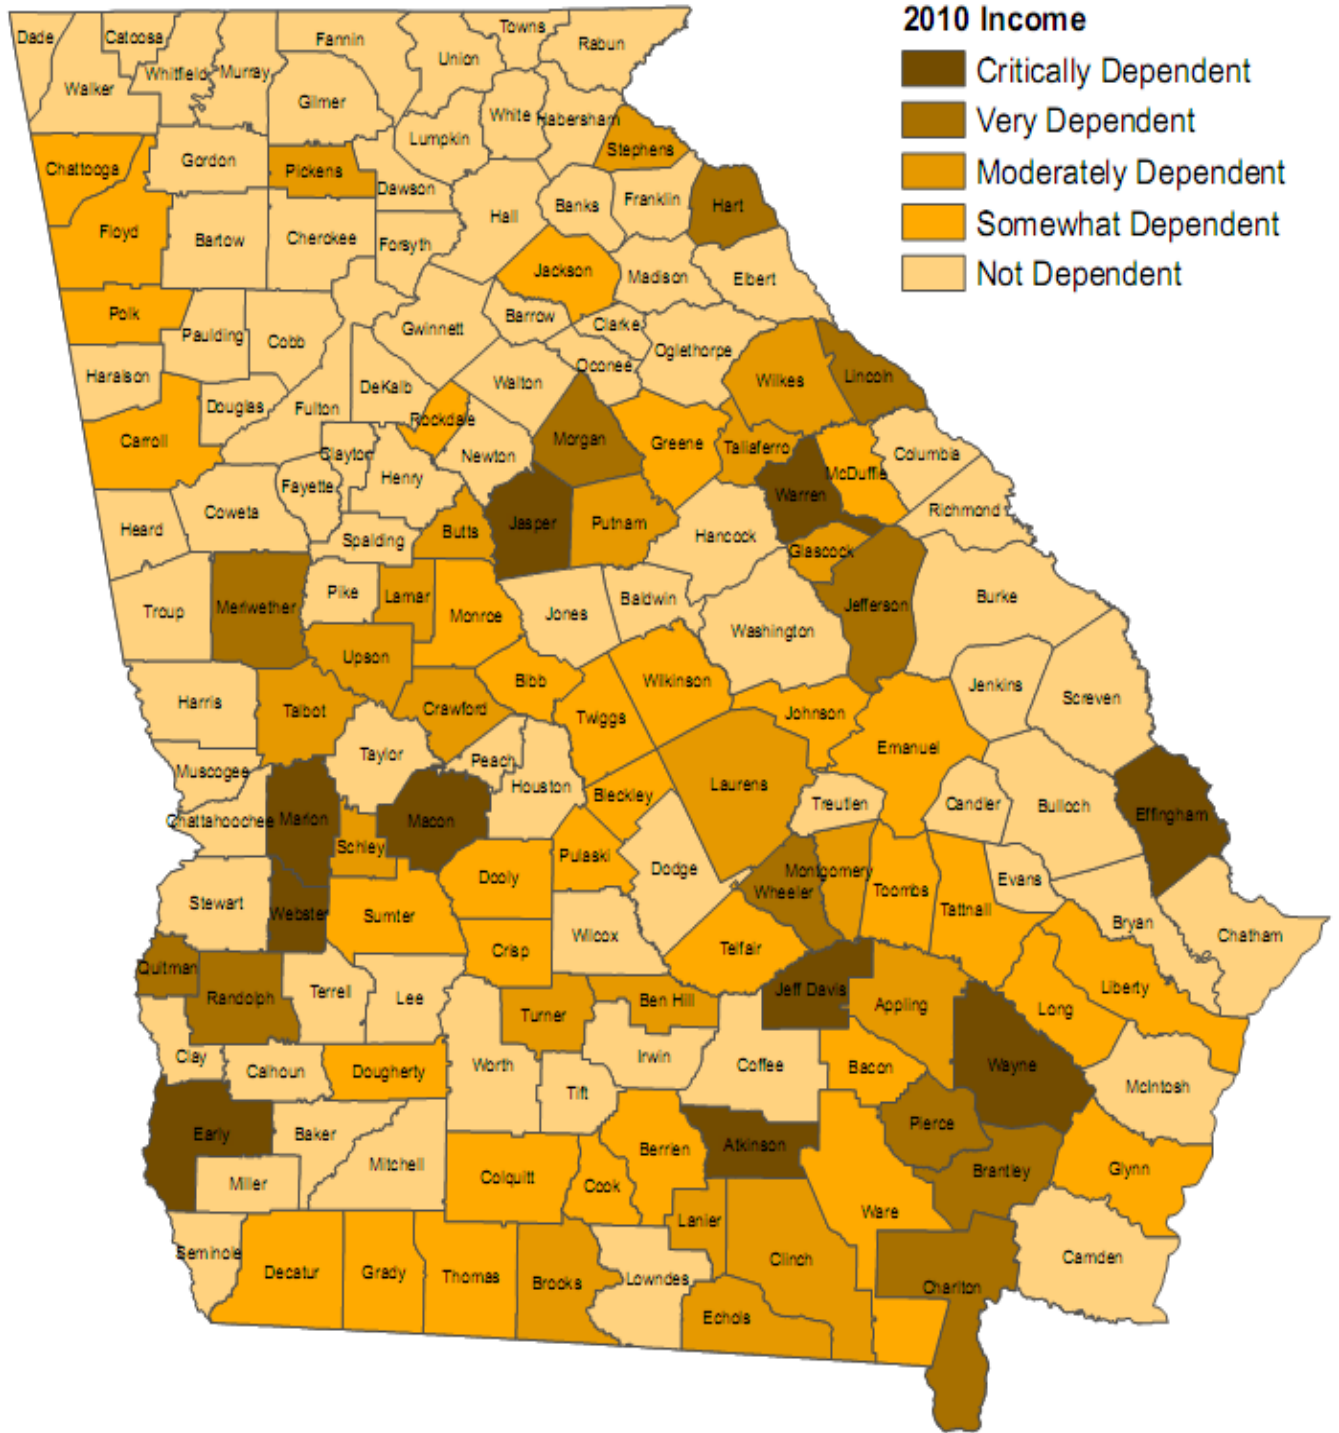 2010 Income
Critically Dependent
Very Dependent
Moderately Dependent
Somewhat Dependent
Not Dependent
Dade
Catoosa
Fannin
Towns
Rabun
Union
Walker
Whitfield
Murray
Gilmer
White
Habersham
Lumpkin
Stephens
Chattooga
Gordon
Pickens
Dawson
Hall
Banks
Franklin
Hart
Floyd
Bartow
Cherokee
Forsyth
Jackson
Madison
Elbert
Polk
Paulding
Cobb
Gwinnett
Barrow
Clarke
Oconee
Oglethorpe
Haralson
Douglas
Fulton
DeKalb
Walton
Wilkes
Lincoln
Carroll
Clayton
Rockdale
Newton
Morgan
Greene
Taliaferro
McDuffie
Columbia
Heard
Coweta
Fayette
Henry
Spalding
Butts
Jasper
Putnam
Hancock
Warren
Richmond
Glascock
Troup
Meriwether
Pike
Lamar
Monroe
Jones
Baldwin
Washington
Jefferson
Burke
Upson
Harris
Talbot
Crawford
Bibb
Twiggs
Wilkinson
Johnson
Emanuel
Jenkins
Screven
Muscogee
Taylor
Peach
Houston
Bleckley
Laurens
Treutlen
Candler
Bulloch
Effingham
Chattahoochee
Marion
Schley
Macon
Dooly
Pulaski
Dodge
Wheeler
Montgomery
Toombs
Tattnall
Evans
Bryan
Chatham
Stewart
Webster
Sumter
Crisp
Wilcox
Telfair
Quitman
Randolph
Terrell
Lee
Turner
Ben Hill
Jeff Davis
Appling
Long
Liberty
Clay
Calhoun
Dougherty
Worth
Tift
Irwin
Coffee
Bacon
Wayne
McIntosh
Early
Baker
Miller
Mitchell
Colquitt
Cook
Berrien
Atkinson
Pierce
Brantley
Glynn
Seminole
Decatur
Grady
Thomas
Brooks
Lowndes
Lanier
Echols
Clinch
Ware
Charlton
Camden